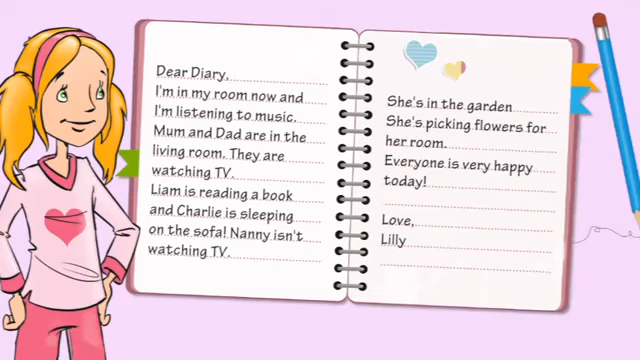 Dear Diary,
I'm in my room now and
I'm listening to music.
Mum and Dad are in the
living room. They are
watching TV.
Liam is reading a book
and Charlie is sleeping
on the sofa! Nanny isn't
watching TV.
She's in the garden
She's picking flowers for
her room.
Everyone is very happy
today!
Love,
Lilly